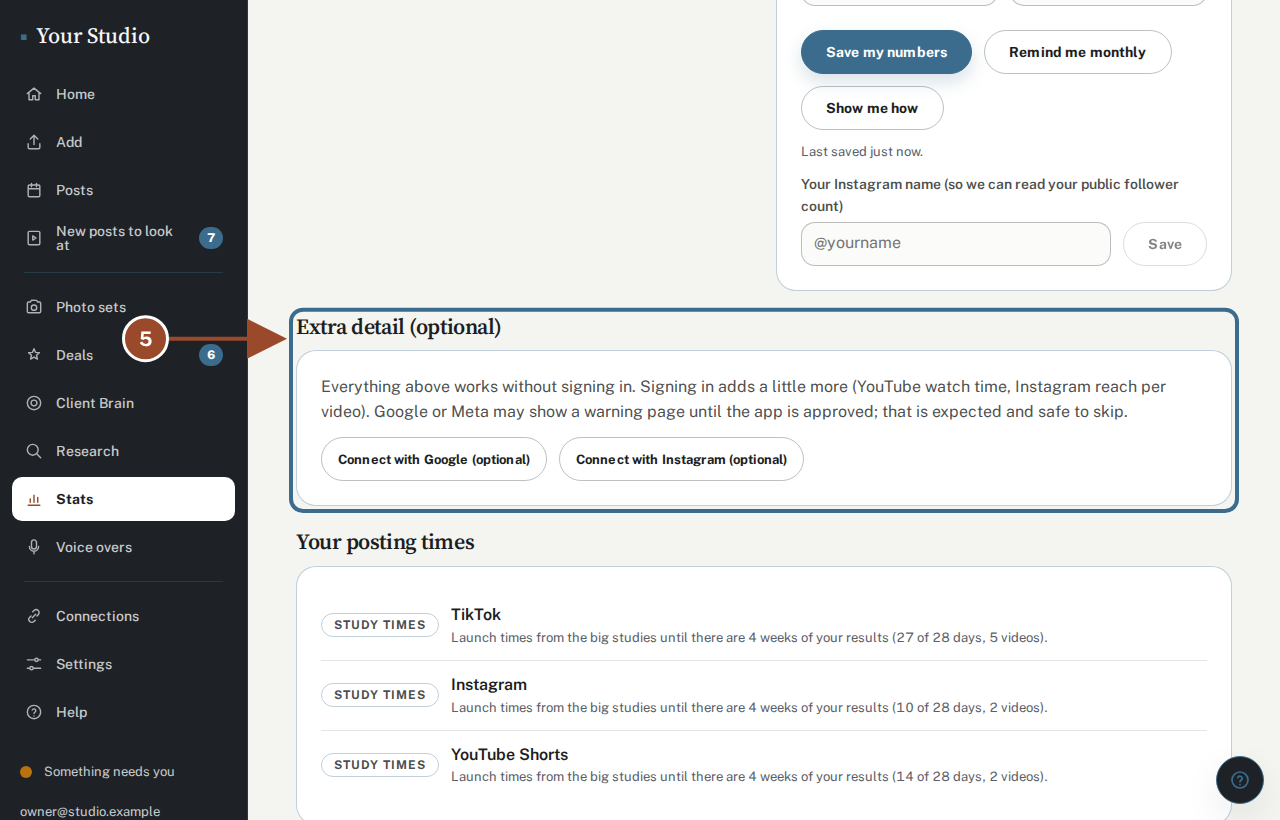 Your Studio
Home
Add
Posts
New posts to look
at
7
Photo sets
5
Deals
6
Client Brain
Research
Stats
Voice overs
Connections
Settings
Help
Something needs you
owner@studio.example
Save my numbers
Remind me monthly
Show me how
Last saved just now.
Your Instagram name (so we can read your public follower
count)
@yourname
Save
Extra detail (optional)
Everything above works without signing in. Signing in adds a little more (YouTube watch time, Instagram reach per
video). Google or Meta may show a warning page until the app is approved; that is expected and safe to skip.
Connect with Google (optional)
Connect with Instagram (optional)
Your posting times
STUDY TIMES
TikTok
Launch times from the big studies until there are 4 weeks of your results (27 of 28 days, 5 videos).
STUDY TIMES
Instagram
Launch times from the big studies until there are 4 weeks of your results (10 of 28 days, 2 videos).
STUDY TIMES
YouTube Shorts
Launch times from the big studies until there are 4 weeks of your results (14 of 28 days, 2 videos).